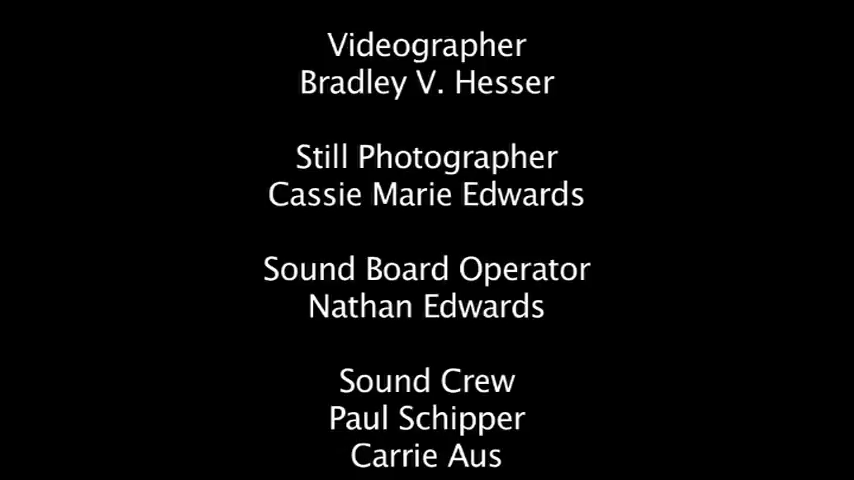 Videographer
Bradley V. Hesser
Still Photographer
Cassie Marie Edwards
Sound Board Operator
Nathan Edwards
Sound Crew
Paul Schipper
Carrie Aus